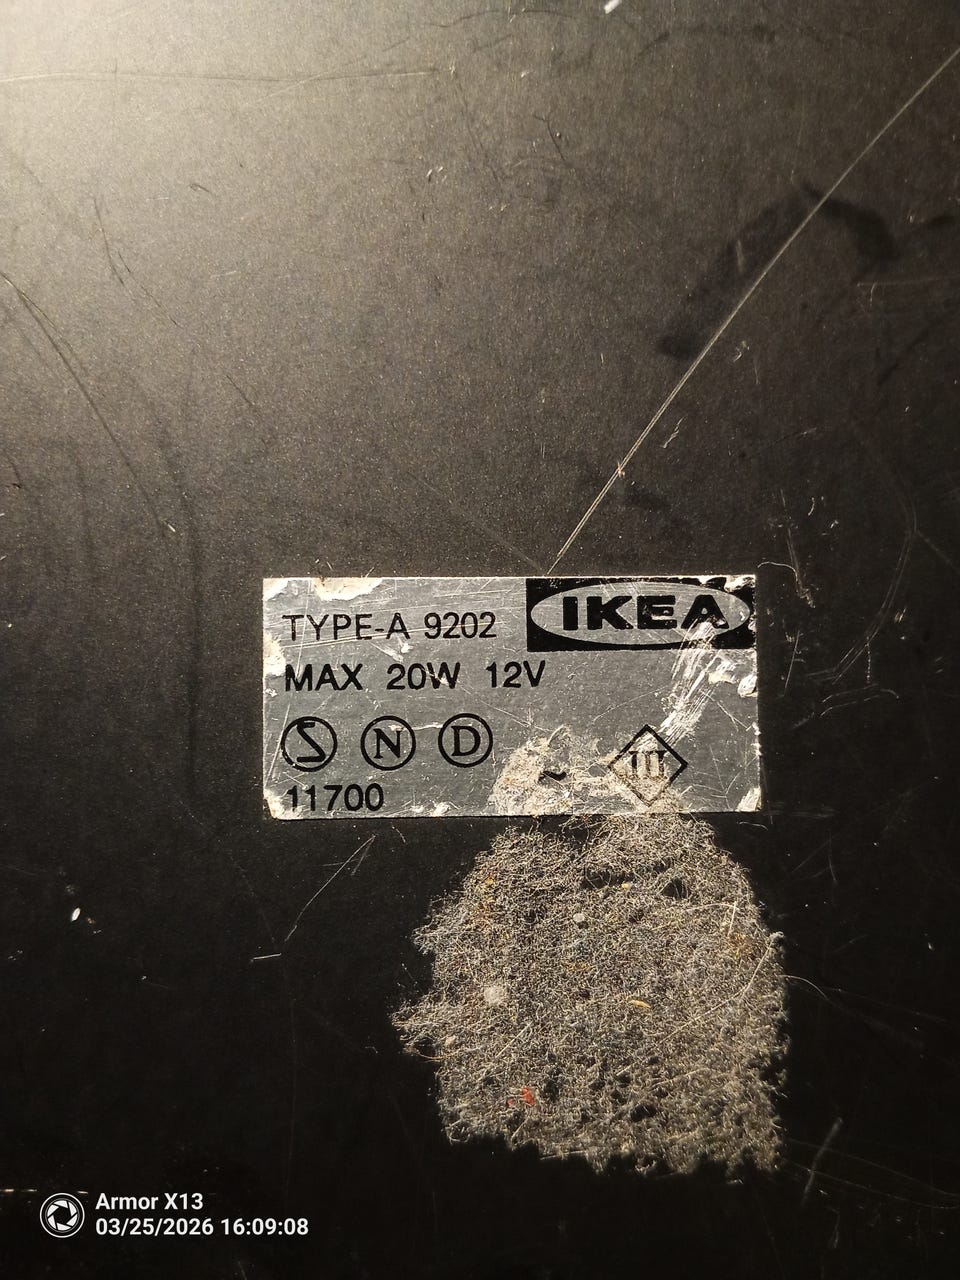 TYPE-A 9202
IKEA
MAX 20W 12V
S N D
III
11700
Armor X13
03/25/2026 16:09:08